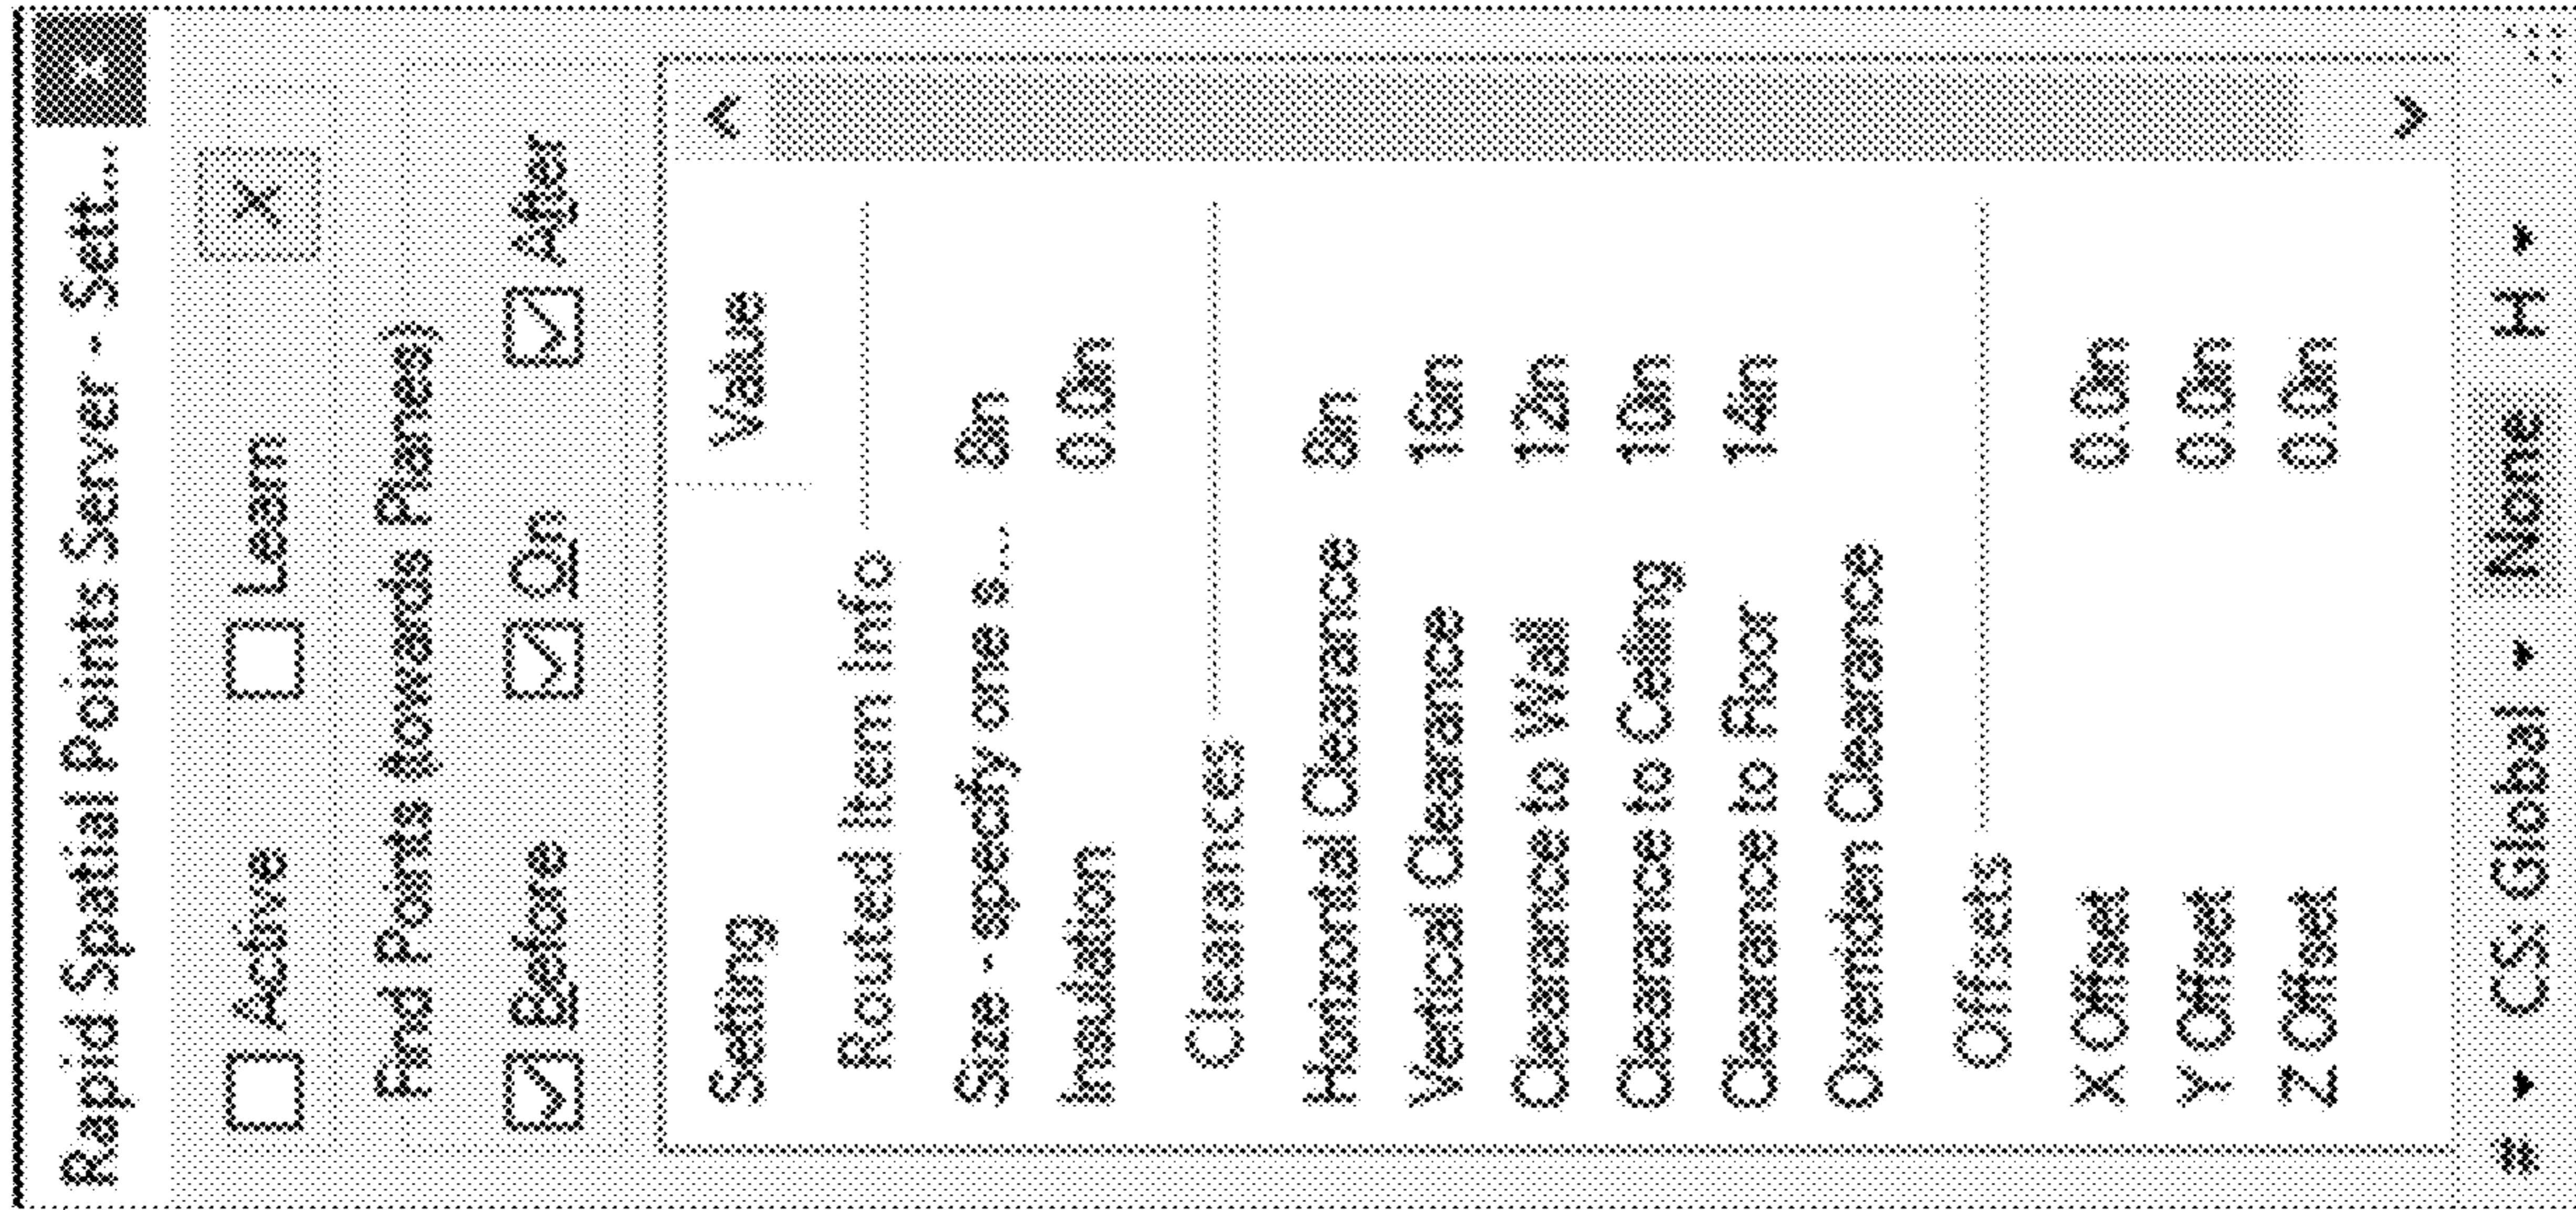 Rapid Spatial Points Server - Sett...
Active Learn
Find Points (towards Planes)
Before On After
Setting Value
Routed Item Info
Size - specify one s... 8in
Insulation 0.0in
Clearances
Horizontal Clearance 8in
Vertical Clearance 16in
Clearance to Wall 12in
Clearance to Ceiling 10in
Clearance to Floor 14in
Overriden Clearance
Offsets
X Offset 0.0in
Y Offset 0.0in
Z Offset 0.0in
CS: Global None H